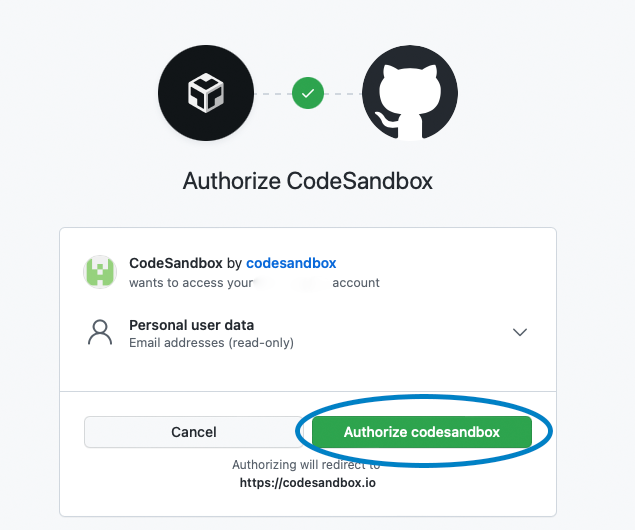 Authorize CodeSandbox
CodeSandbox by codesandbox
wants to access your account
Personal user data
Email addresses (read-only)
Cancel
Authorize codesandbox
Authorizing will redirect to
https://codesandbox.io